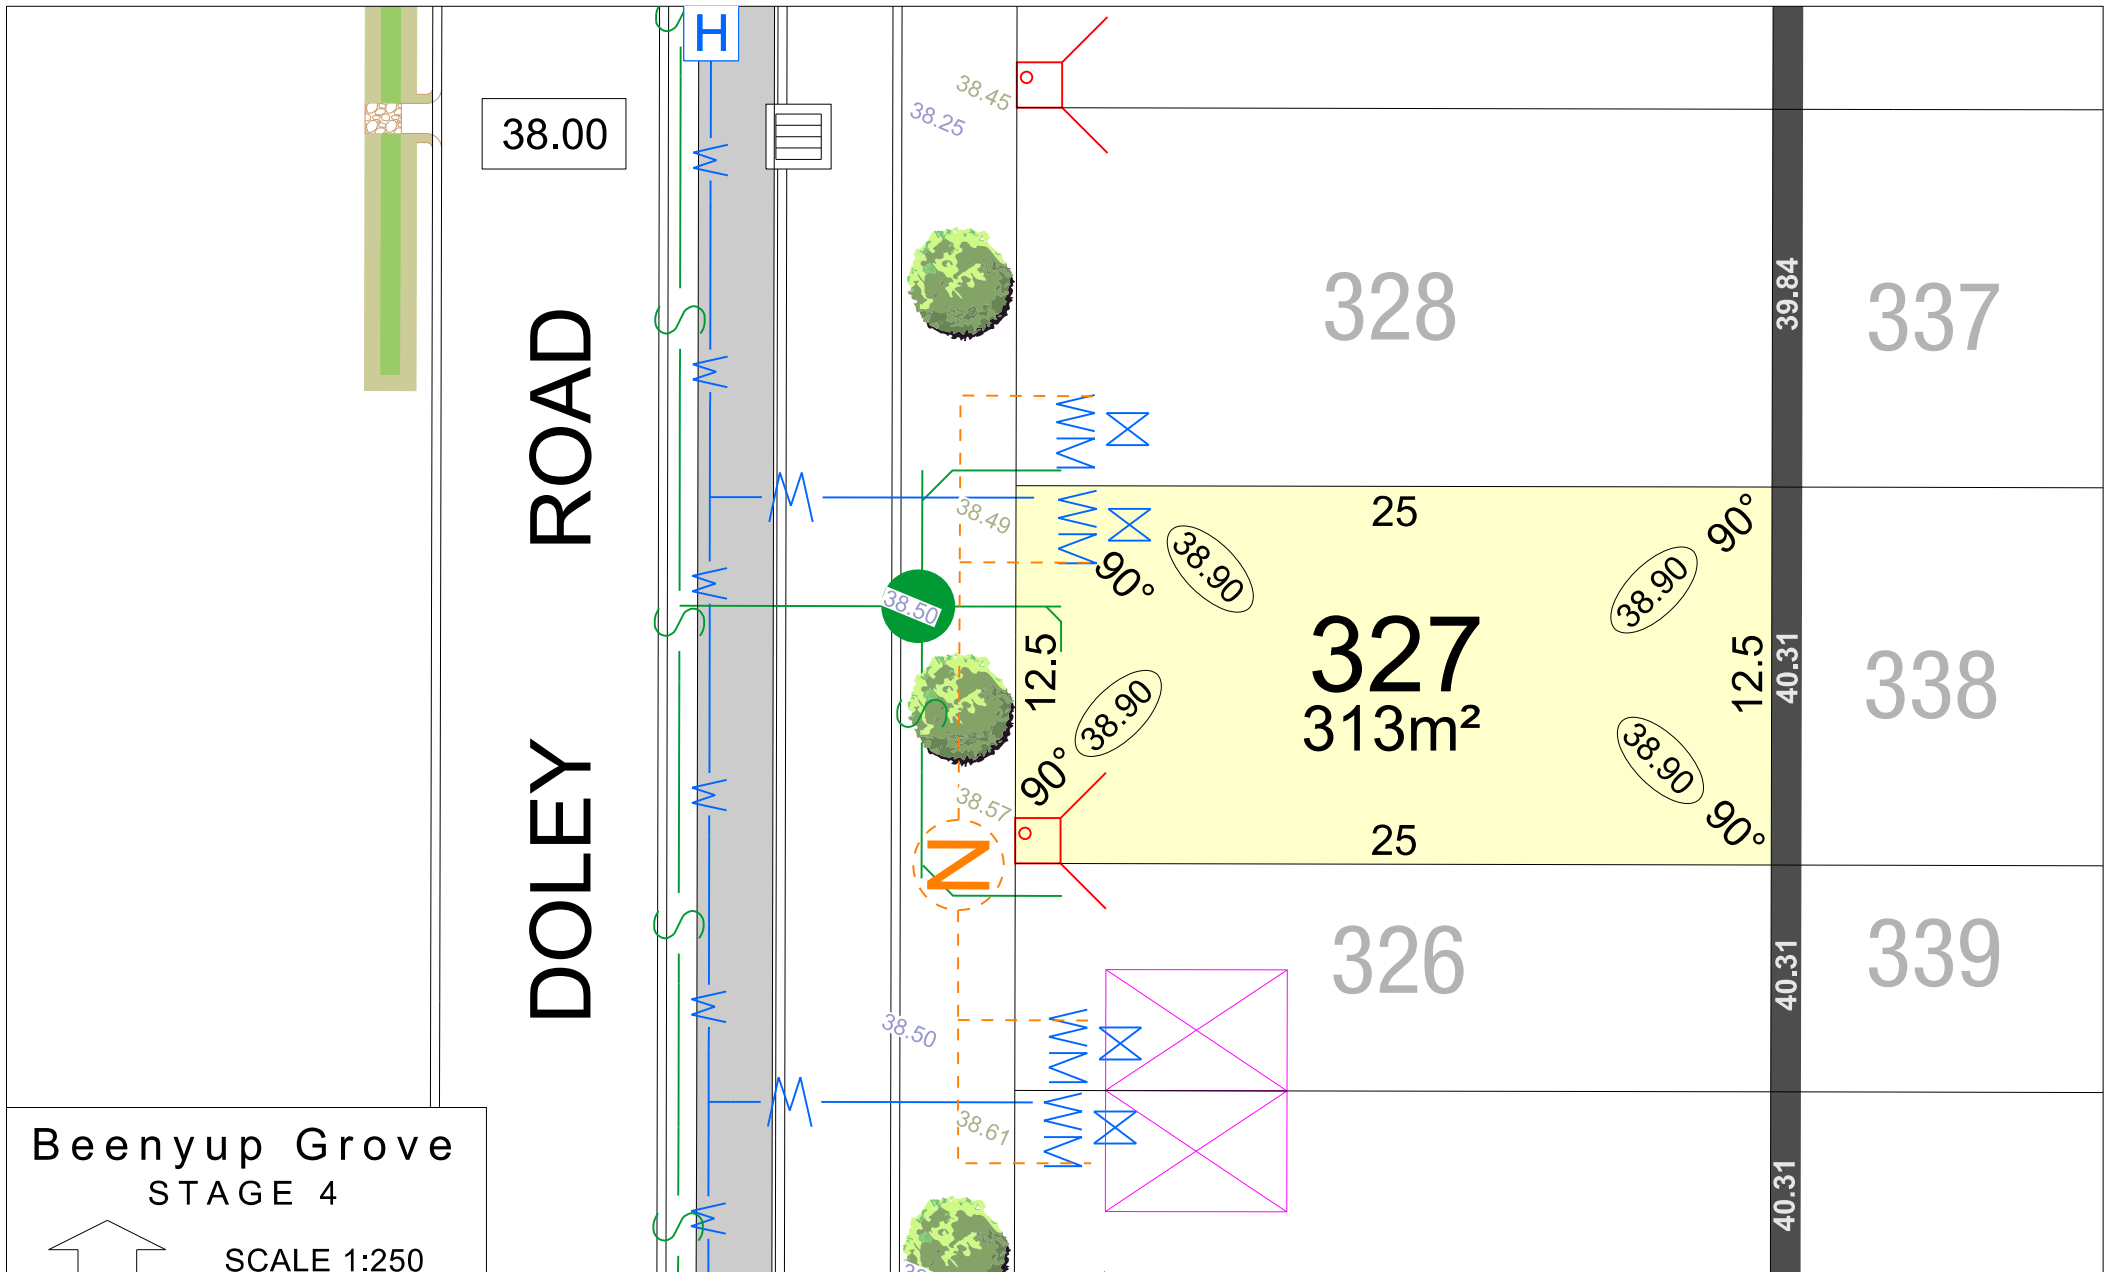 H
38.00
38.45
38.25
ROAD
DOLEY
328
39.84
337
38.49
38.50
25
90°
38.90
38.90
90°
12.5
327
313m²
12.5
40.31
338
38.90
90°
38.90
90°
38.57
25
N
326
40.31
339
38.50
38.61
40.31
Beenyup Grove
STAGE 4
SCALE 1:250
S
S
S
S
S
S
W
W
W
W
W
W
W
W